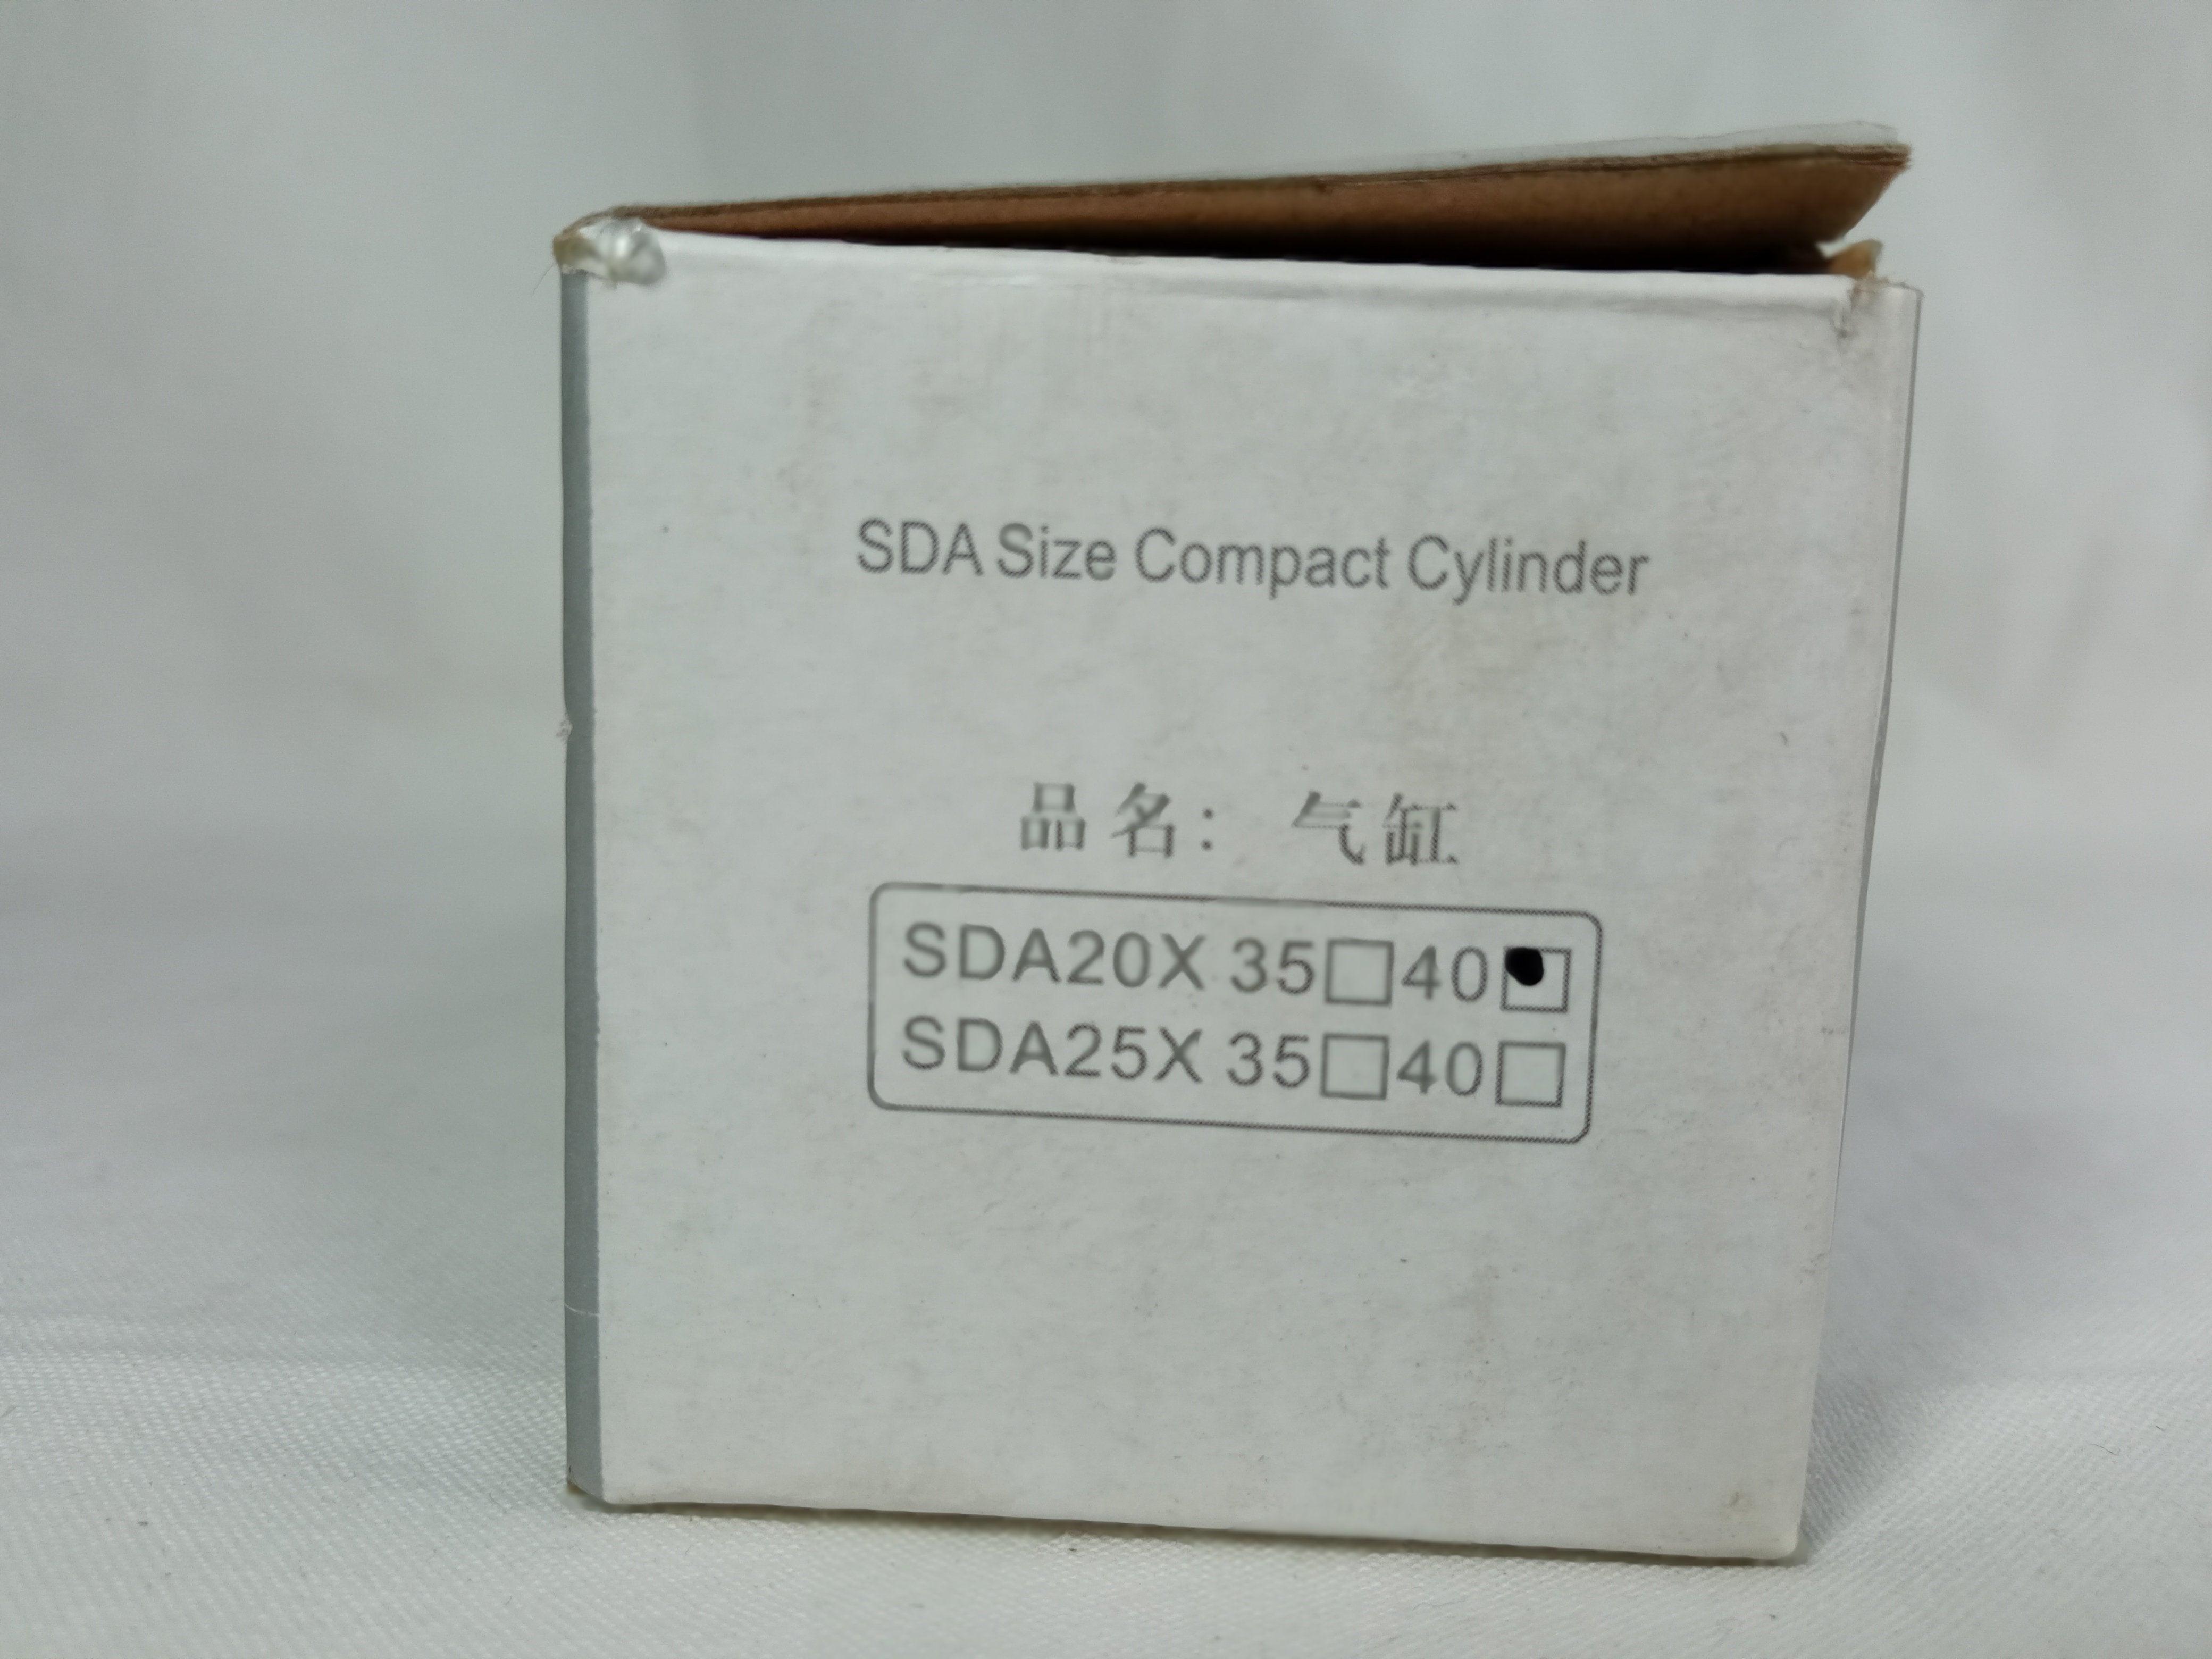 SDA Size Compact Cylinder
品名：气缸
SDA20X 35□40□
SDA25X 35□40□